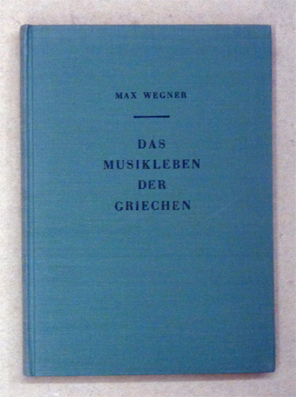 MAX WEGNER
DAS
MUSIKLEBEN
DER
GRIECHEN